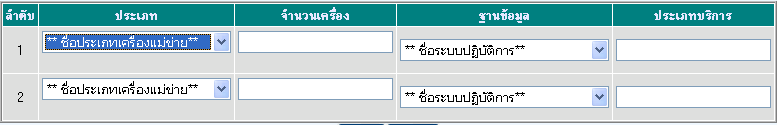 ลำดับ ประเภท จำนวนเครื่อง ฐานข้อมูล ประเภทบริการ
1 ** ชื่อประเภทเครื่องแม่ข่าย** ** ชื่อระบบปฏิบัติการ**
2 ** ชื่อประเภทเครื่องแม่ข่าย** ** ชื่อระบบปฏิบัติการ**